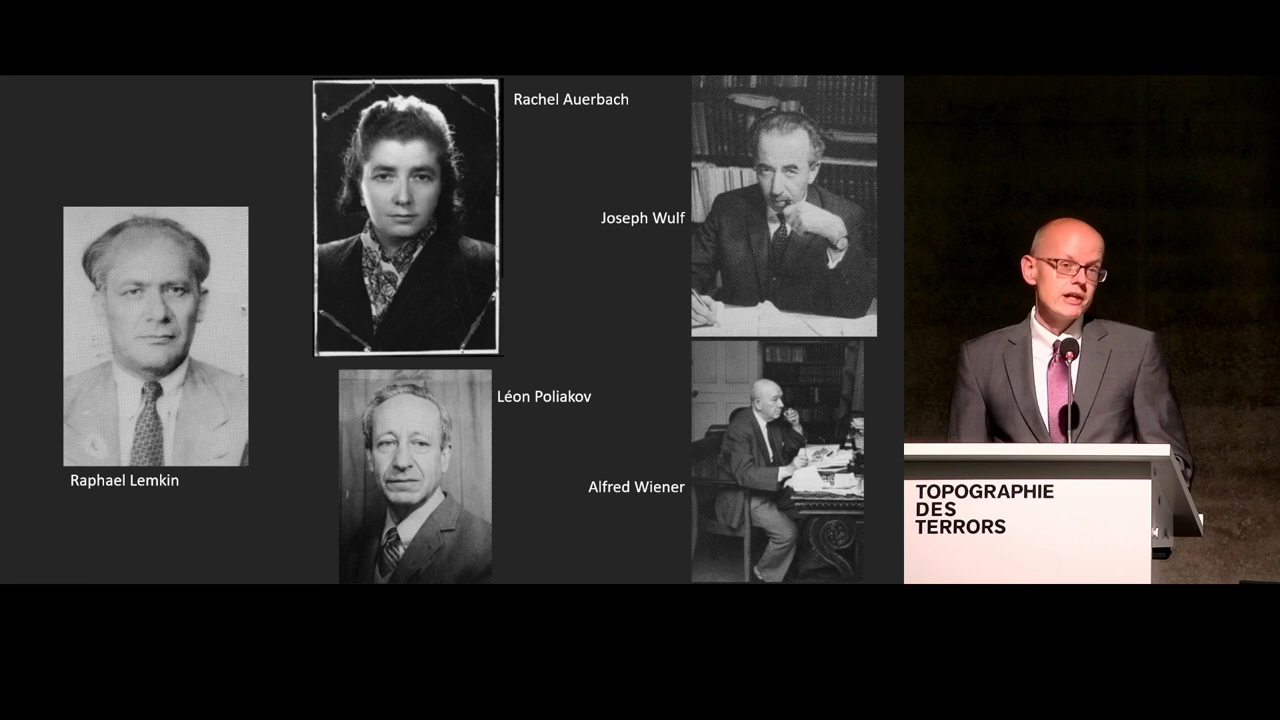 Rachel Auerbach
Joseph Wulf
Raphael Lemkin
Léon Poliakov
Alfred Wiener
TOPOGRAPHIE
DES
TERRORS